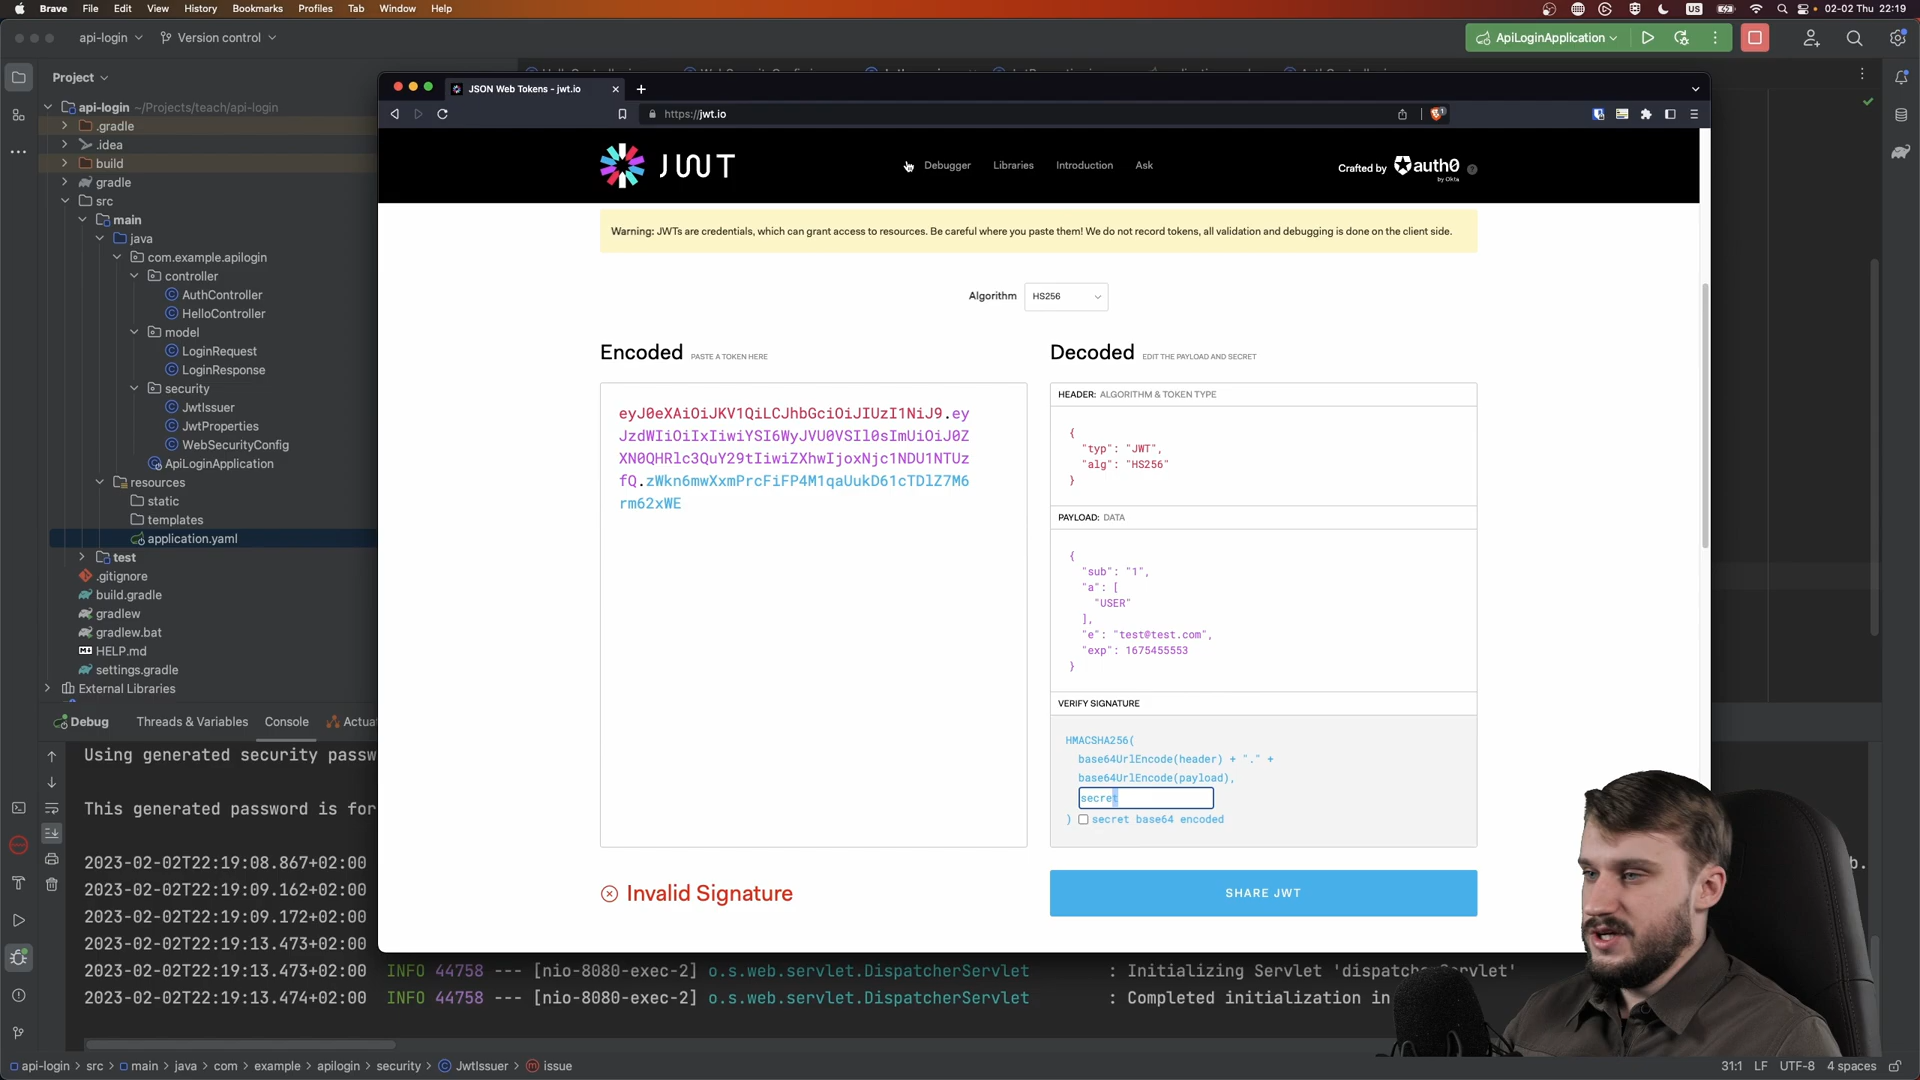 Brave File Edit View History Bookmarks Profiles Tab Window Help
US 02-02 Thu 22:19
api-login Version control ApiLoginApplication
Project
JSON Web Tokens - jwt.io
https://jwt.io
api-login ~/Projects/teach/api-login
.gradle
.idea
build
gradle
src
main
java
com.example.apilogin
controller
AuthController
HelloController
model
LoginRequest
LoginResponse
security
JwtIssuer
JwtProperties
WebSecurityConfig
ApiLoginApplication
resources
static
templates
application.yaml
test
.gitignore
build.gradle
gradlew
gradlew.bat
HELP.md
settings.gradle
External Libraries
JWT
Debugger Libraries Introduction Ask
Crafted by auth0
by Okta
Warning: JWTs are credentials, which can grant access to resources. Be careful where you paste them! We do not record tokens, all validation and debugging is done on the client side.
Algorithm HS256
Encoded PASTE A TOKEN HERE
eyJ0eXAiOiJKV1QiLCJhbGciOiJIUzI1NiJ9.ey
JzdWIiOiIxIiwiYSI6WyJVU0VSIl0sImUiOiJ0Z
XN0QHRlc3QuY29tIiwiZXhwIjoxNjc1NDU1NTUz
fQ.zWkn6mwXxmPrcFiFP4M1qaUukD61cTDlZ7M6
rm62xWE
Invalid Signature
Decoded EDIT THE PAYLOAD AND SECRET
HEADER: ALGORITHM & TOKEN TYPE
{
"typ": "JWT",
"alg": "HS256"
}
PAYLOAD: DATA
{
"sub": "1",
"a": [
"USER"
],
"e": "test@test.com",
"exp": 1675455553
}
VERIFY SIGNATURE
HMACSHA256(
base64UrlEncode(header) + "." +
base64UrlEncode(payload),
secret
) secret base64 encoded
SHARE JWT
Debug Threads & Variables Console Actua
Using generated security passw
This generated password is for
2023-02-02T22:19:08.867+02:00
2023-02-02T22:19:09.162+02:00
2023-02-02T22:19:09.172+02:00
2023-02-02T22:19:13.473+02:00
2023-02-02T22:19:13.473+02:00 INFO 44758 --- [nio-8080-exec-2] o.s.web.servlet.DispatcherServlet : Initializing Servlet 'dispatcherServlet'
2023-02-02T22:19:13.474+02:00 INFO 44758 --- [nio-8080-exec-2] o.s.web.servlet.DispatcherServlet : Completed initialization in
api-login > src > main > java > com > example > apilogin > security > JwtIssuer > issue
31:1 LF UTF-8 4 spaces